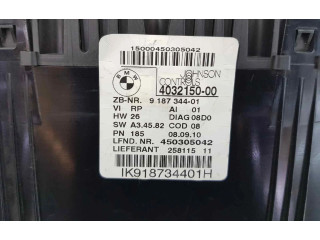 15000450305042
BMW
JOHNSON
CONTROLS
4032150-00
ZB-NR. 9 187 344-01
VI RP AI 01
HW 26 DIAG 08D0
SW A3.45.82 COD 08
PN 185 08.09.10
LFND. NR. 450305042
LIEFERANT 258115 11
IK918734401H